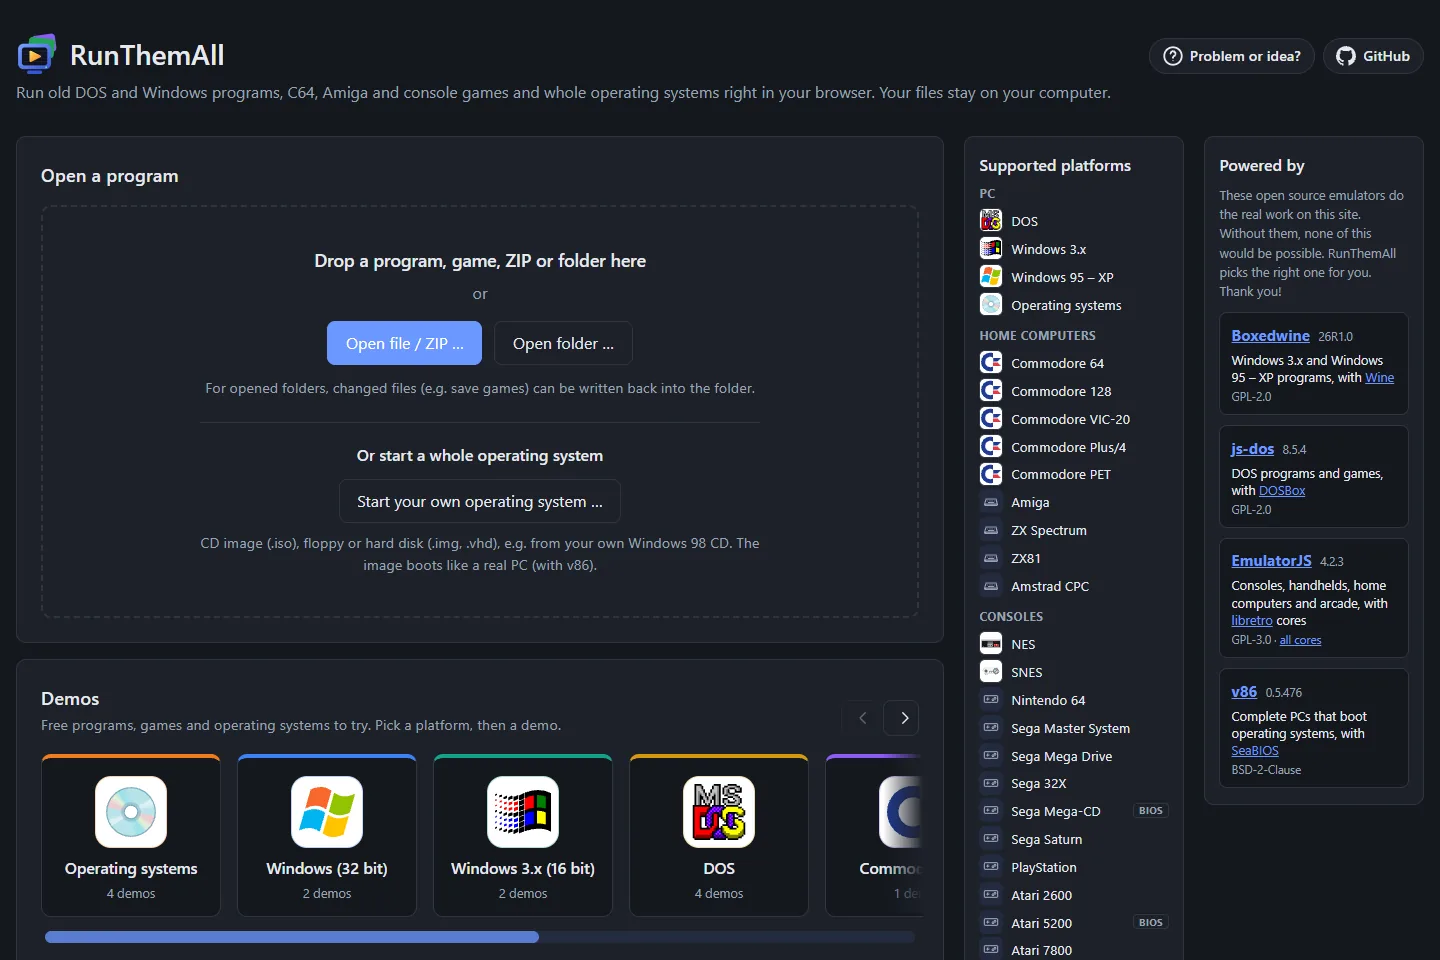 RunThemAll
Problem or idea?
GitHub
Run old DOS and Windows programs, C64, Amiga and console games and whole operating systems right in your browser. Your files stay on your computer.
Open a program
Drop a program, game, ZIP or folder here
or
Open file / ZIP ...
Open folder ...
For opened folders, changed files (e.g. save games) can be written back into the folder.
Or start a whole operating system
Start your own operating system ...
CD image (.iso), floppy or hard disk (.img, .vhd), e.g. from your own Windows 98 CD. The
image boots like a real PC (with v86).
Demos
Free programs, games and operating systems to try. Pick a platform, then a demo.
Operating systems
4 demos
Windows (32 bit)
2 demos
Windows 3.x (16 bit)
2 demos
MS
DOS
DOS
4 demos
Commo
1 de
Supported platforms
PC
DOS
Windows 3.x
Windows 95 – XP
Operating systems
HOME COMPUTERS
Commodore 64
Commodore 128
Commodore VIC-20
Commodore Plus/4
Commodore PET
Amiga
ZX Spectrum
ZX81
Amstrad CPC
CONSOLES
NES
SNES
Nintendo 64
Sega Master System
Sega Mega Drive
Sega 32X
Sega Mega-CD BIOS
Sega Saturn
PlayStation
Atari 2600
Atari 5200 BIOS
Atari 7800
Powered by
These open source emulators do
the real work on this site.
Without them, none of this
would be possible. RunThemAll
picks the right one for you.
Thank you!
Boxedwine 26R1.0
Windows 3.x and Windows
95 – XP programs, with Wine
GPL-2.0
js-dos 8.5.4
DOS programs and games,
with DOSBox
GPL-2.0
EmulatorJS 4.2.3
Consoles, handhelds, home
computers and arcade, with
libretro cores
GPL-3.0 · all cores
v86 0.5.476
Complete PCs that boot
operating systems, with
SeaBIOS
BSD-2-Clause